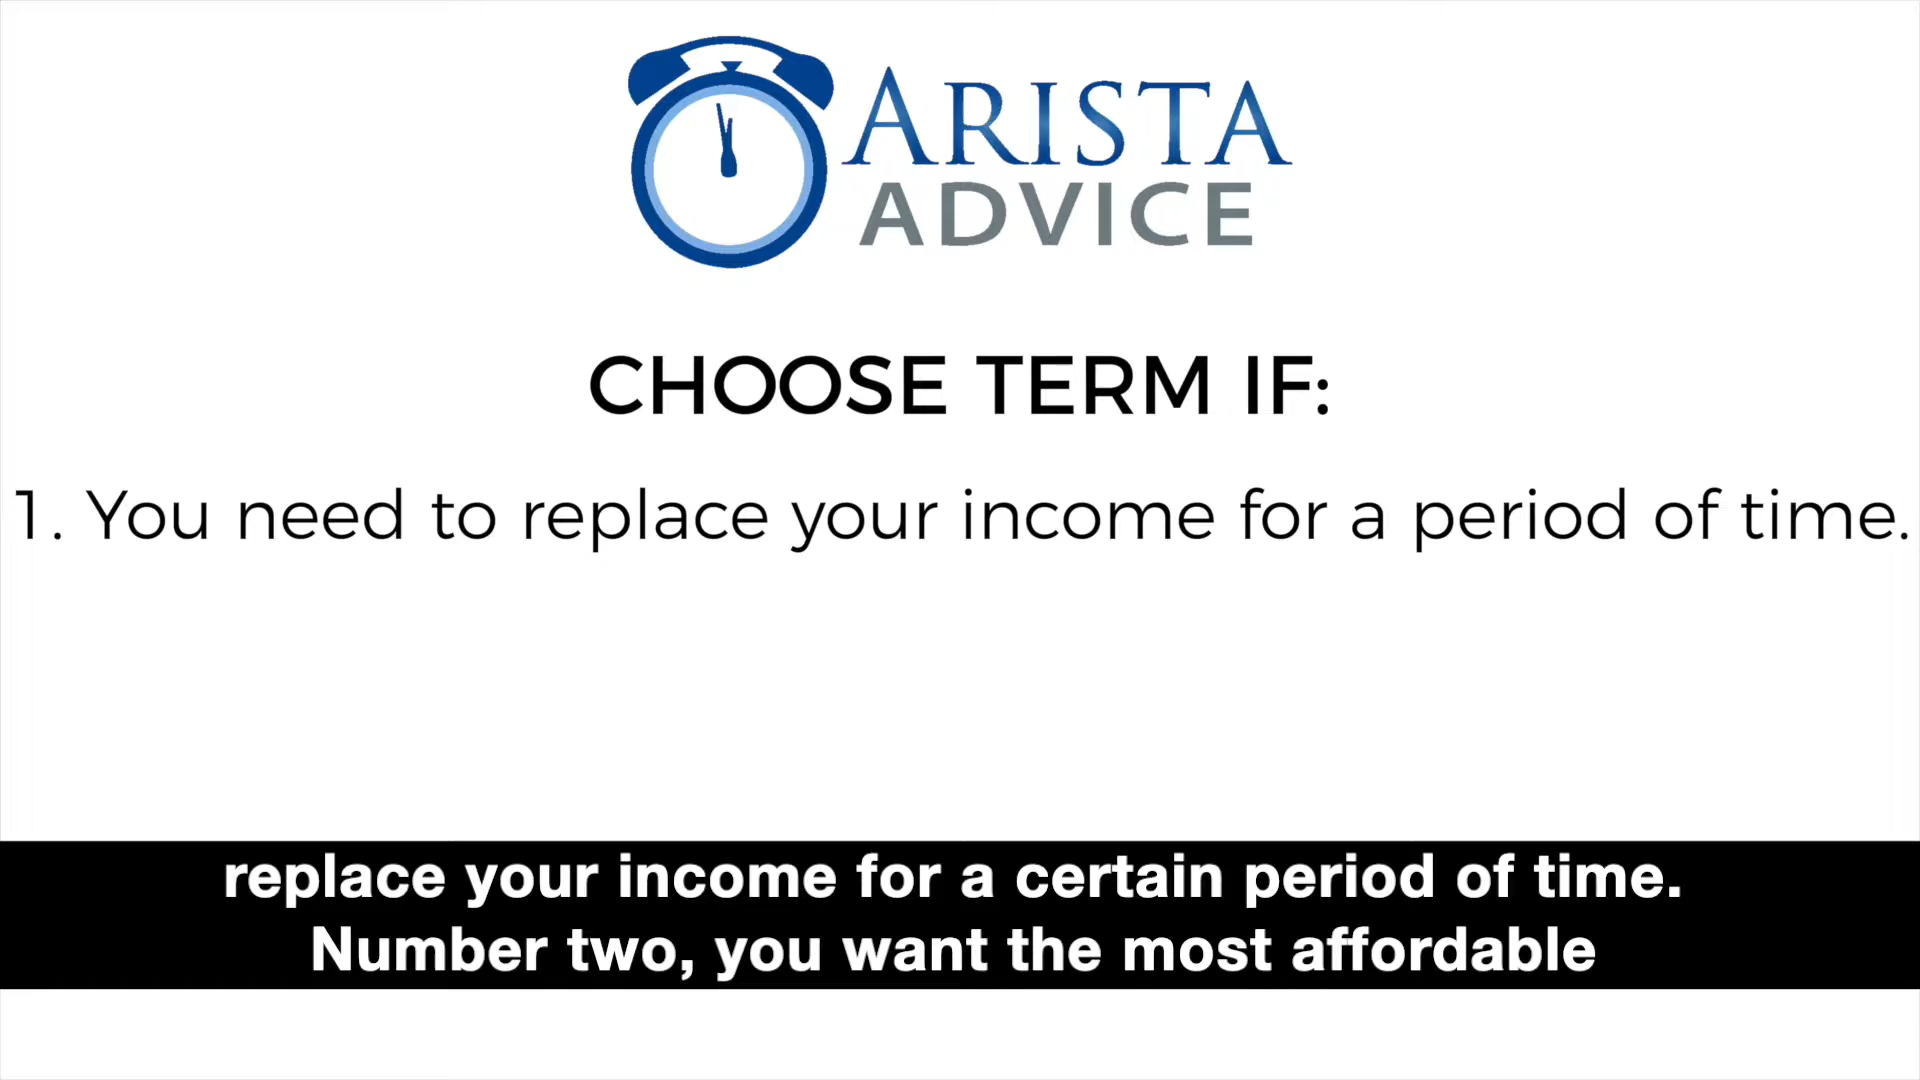 ARISTA
ADVICE
CHOOSE TERM IF:
1. You need to replace your income for a period of time.
replace your income for a certain period of time.
Number two, you want the most affordable